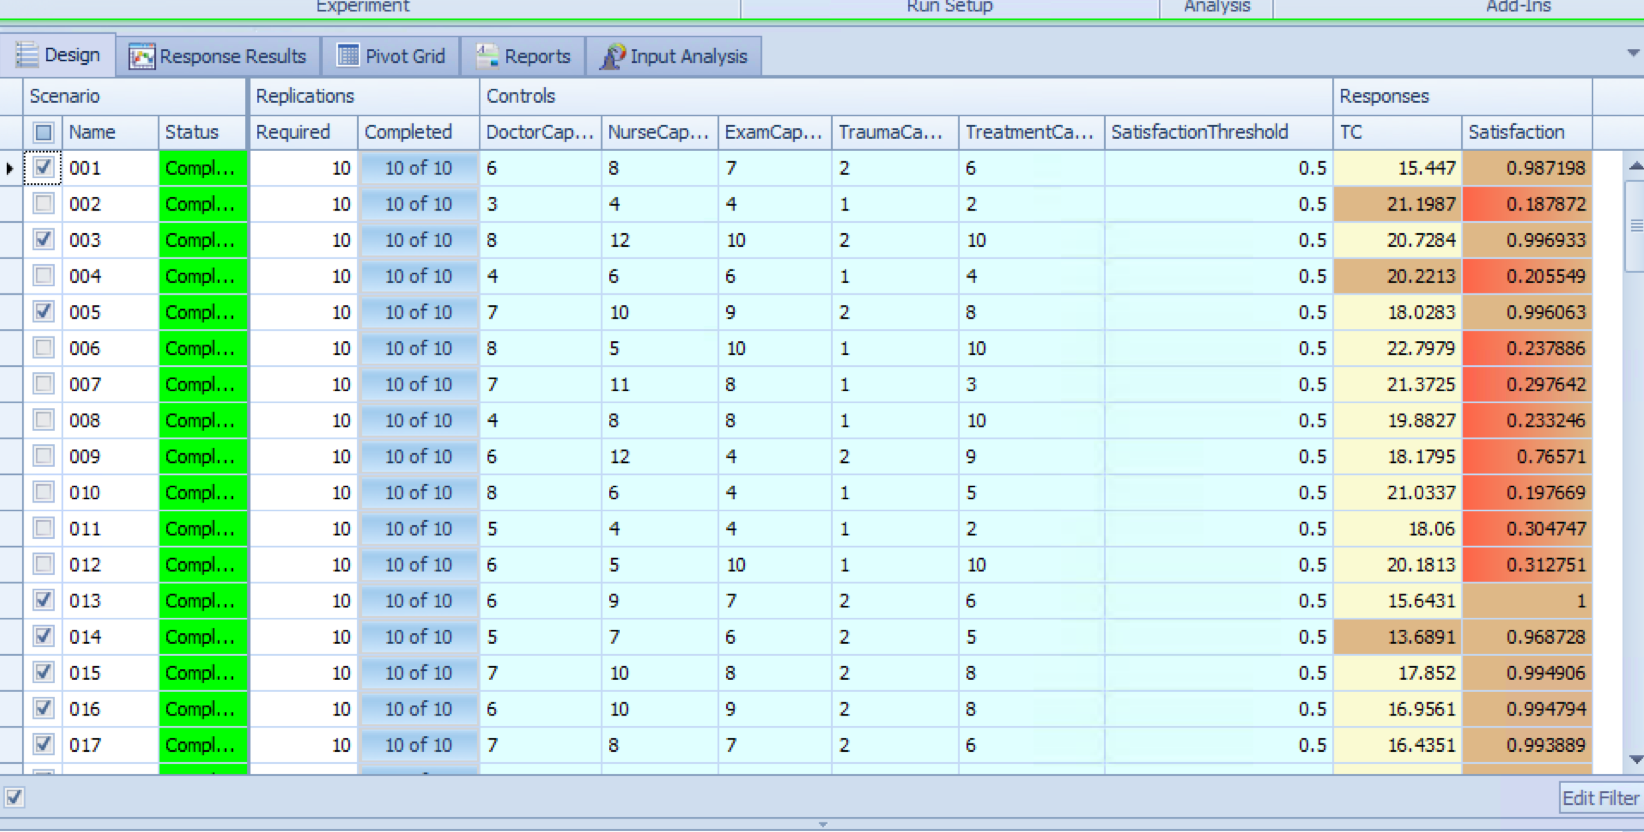 Experiment Run Setup Analysis Add-Ins
Design Response Results Pivot Grid Reports Input Analysis
Scenario Replications Controls Responses
Name Status Required Completed DoctorCap... NurseCap... ExamCap... TraumaCa... TreatmentCa... SatisfactionThreshold TC Satisfaction
001 Compl... 10 10 of 10 6 8 7 2 6 0.5 15.447 0.987198
002 Compl... 10 10 of 10 3 4 4 1 2 0.5 21.1987 0.187872
003 Compl... 10 10 of 10 8 12 10 2 10 0.5 20.7284 0.996933
004 Compl... 10 10 of 10 4 6 6 1 4 0.5 20.2213 0.205549
005 Compl... 10 10 of 10 7 10 9 2 8 0.5 18.0283 0.996063
006 Compl... 10 10 of 10 8 5 10 1 10 0.5 22.7979 0.237886
007 Compl... 10 10 of 10 7 11 8 1 3 0.5 21.3725 0.297642
008 Compl... 10 10 of 10 4 8 8 1 10 0.5 19.8827 0.233246
009 Compl... 10 10 of 10 6 12 4 2 9 0.5 18.1795 0.76571
010 Compl... 10 10 of 10 8 6 4 1 5 0.5 21.0337 0.197669
011 Compl... 10 10 of 10 5 4 4 1 2 0.5 18.06 0.304747
012 Compl... 10 10 of 10 6 5 10 1 10 0.5 20.1813 0.312751
013 Compl... 10 10 of 10 6 9 7 2 6 0.5 15.6431 1
014 Compl... 10 10 of 10 5 7 6 2 5 0.5 13.6891 0.968728
015 Compl... 10 10 of 10 7 10 8 2 8 0.5 17.852 0.994906
016 Compl... 10 10 of 10 6 10 9 2 8 0.5 16.9561 0.994794
017 Compl... 10 10 of 10 7 8 7 2 6 0.5 16.4351 0.993889
Edit Filter